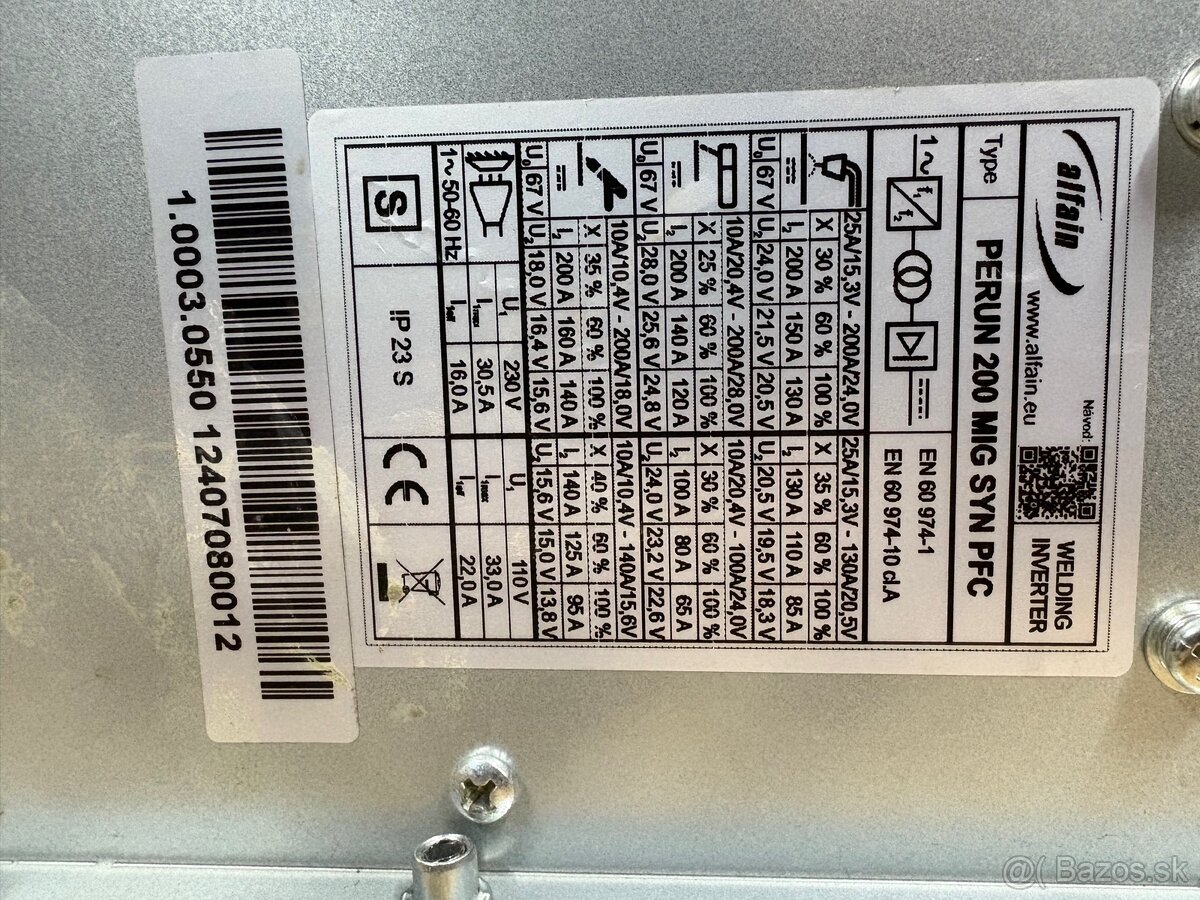 alfain
www.alfain.eu
Návod:
WELDING
INVERTER
Type
PERUN 200 MIG SYN PFC
1~
f₁
f₂
EN 60 974-1
EN 60 974-10 cl.A
25A/15,3V - 200A/24,0V
25A/15,3V - 130A/20,5V
X 30 % 60 % 100 % X 35 % 60 % 100 %
I₂ 200 A 150 A 130 A I₂ 130 A 110 A 85 A
U₀ 67 V U₂ 24,0 V 21,5 V 20,5 V U₂ 20,5 V 19,5 V 18,3 V
10A/20,4V - 200A/28,0V
10A/20,4V - 100A/24,0V
X 25 % 60 % 100 % X 30 % 60 % 100 %
I₂ 200 A 140 A 120 A I₂ 100 A 80 A 65 A
U₀ 67 V U₂ 28,0 V 25,6 V 24,8 V U₂ 24,0 V 23,2 V 22,6 V
10A/10,4V - 200A/18,0V
10A/10,4V - 140A/15,6V
X 35 % 60 % 100 % X 40 % 60 % 100 %
I₂ 200 A 160 A 140 A I₂ 140 A 125 A 95 A
U₀ 67 V U₂ 18,0 V 16,4 V 15,6 V U₂ 15,6 V 15,0 V 13,8 V
U₁ 230 V U₁ 110 V
I₁max 30,5 A I₁max 33,0 A
1~ 50-60 Hz I₁eff 16,0 A I₁eff 22,0 A
S IP 23 S CE
1.0003.0550 12407080012
@( Bazos.sk